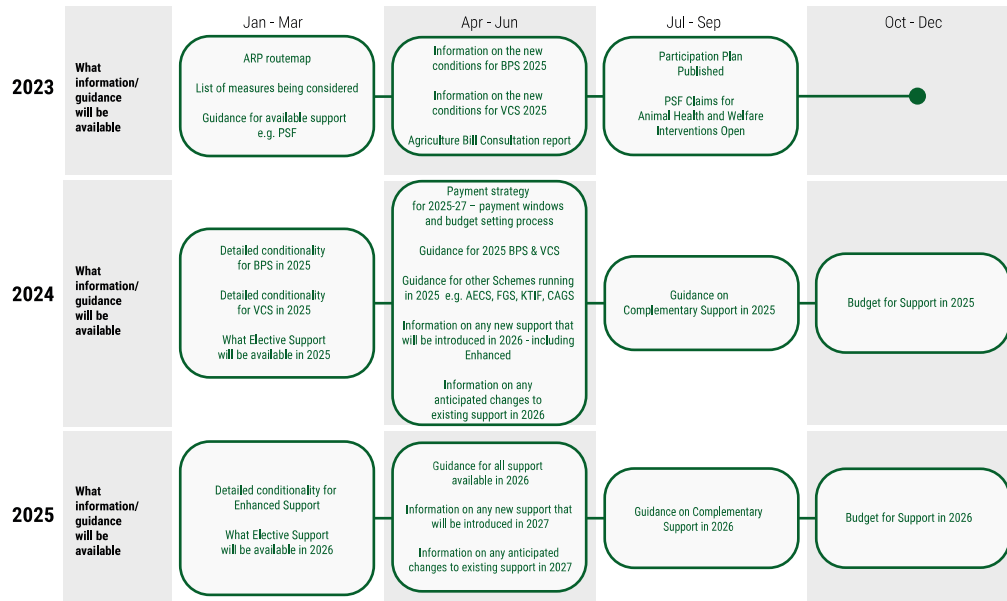 Jan - Mar
Apr - Jun
Jul - Sep
Oct - Dec
2023
What
information/
guidance
will be
available
ARP routemap
List of measures being considered
Guidance for available support
e.g. PSF
Information on the new
conditions for BPS 2025
Information on the new
conditions for VCS 2025
Agriculture Bill Consultation report
Participation Plan
Published
PSF Claims for
Animal Health and Welfare
Interventions Open
2024
What
information/
guidance
will be
available
Detailed conditionality
for BPS in 2025
Detailed conditionality
for VCS in 2025
What Elective Support
will be available in 2025
Payment strategy
for 2025-27 – payment windows
and budget setting process
Guidance for 2025 BPS & VCS
Guidance for other Schemes running
in 2025 e.g. AECS, FGS, KTIF, CAGS
Information on any new support that
will be introduced in 2026 - including
Enhanced
Information on any
anticipated changes to
existing support in 2026
Guidance on
Complementary Support in 2025
Budget for Support in 2025
2025
What
information/
guidance
will be
available
Detailed conditionality for
Enhanced Support
What Elective Support
will be available in 2026
Guidance for all support
available in 2026
Information on any new support that
will be introduced in 2027
Information on any anticipated
changes to existing support in 2027
Guidance on Complementary
Support in 2026
Budget for Support in 2026